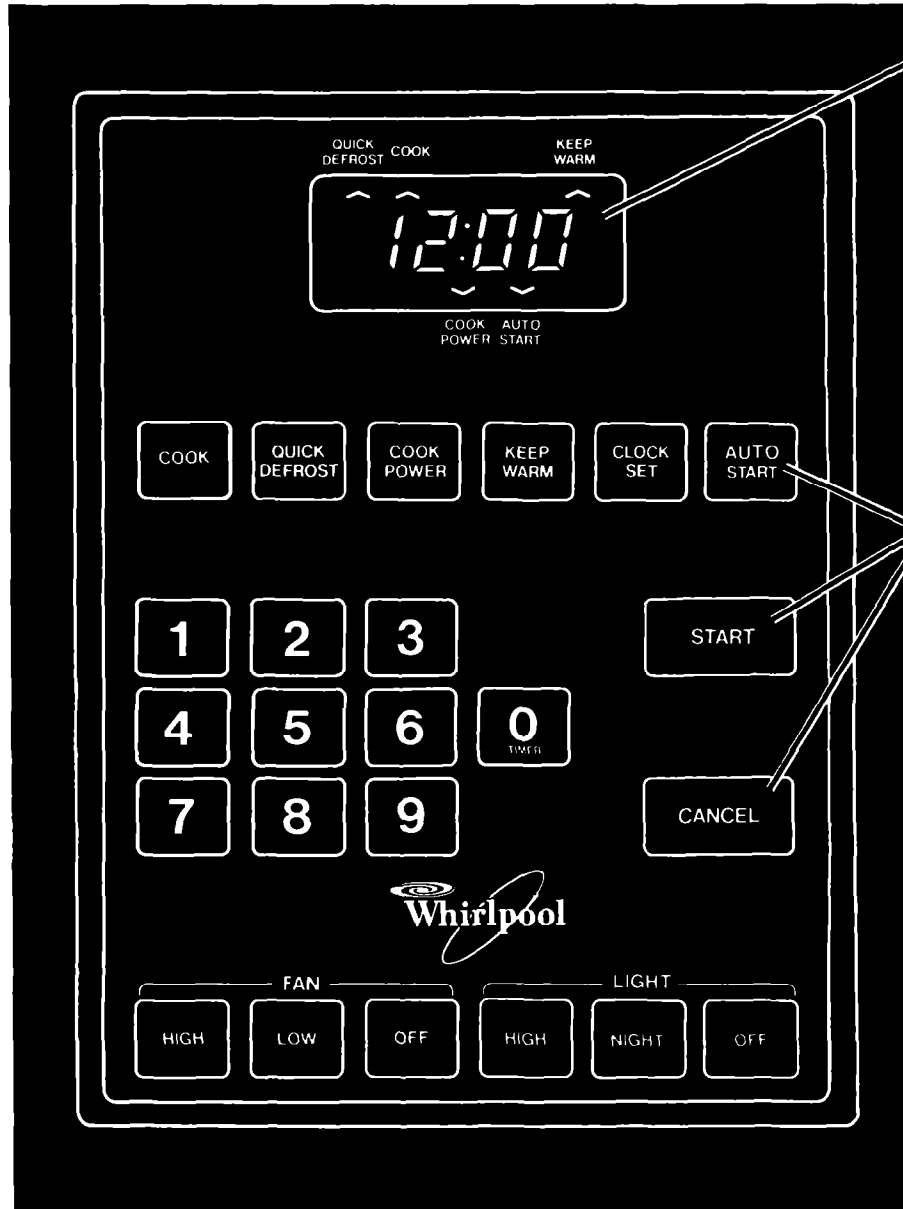 QUICK DEFROST COOK KEEP WARM
12:00
COOK POWER AUTO START
COOK QUICK DEFROST COOK POWER KEEP WARM CLOCK SET AUTO START
1 2 3 START
4 5 6 0 TIMER
7 8 9 CANCEL
Whirlpool
FAN LIGHT
HIGH LOW OFF HIGH NIGHT OFF